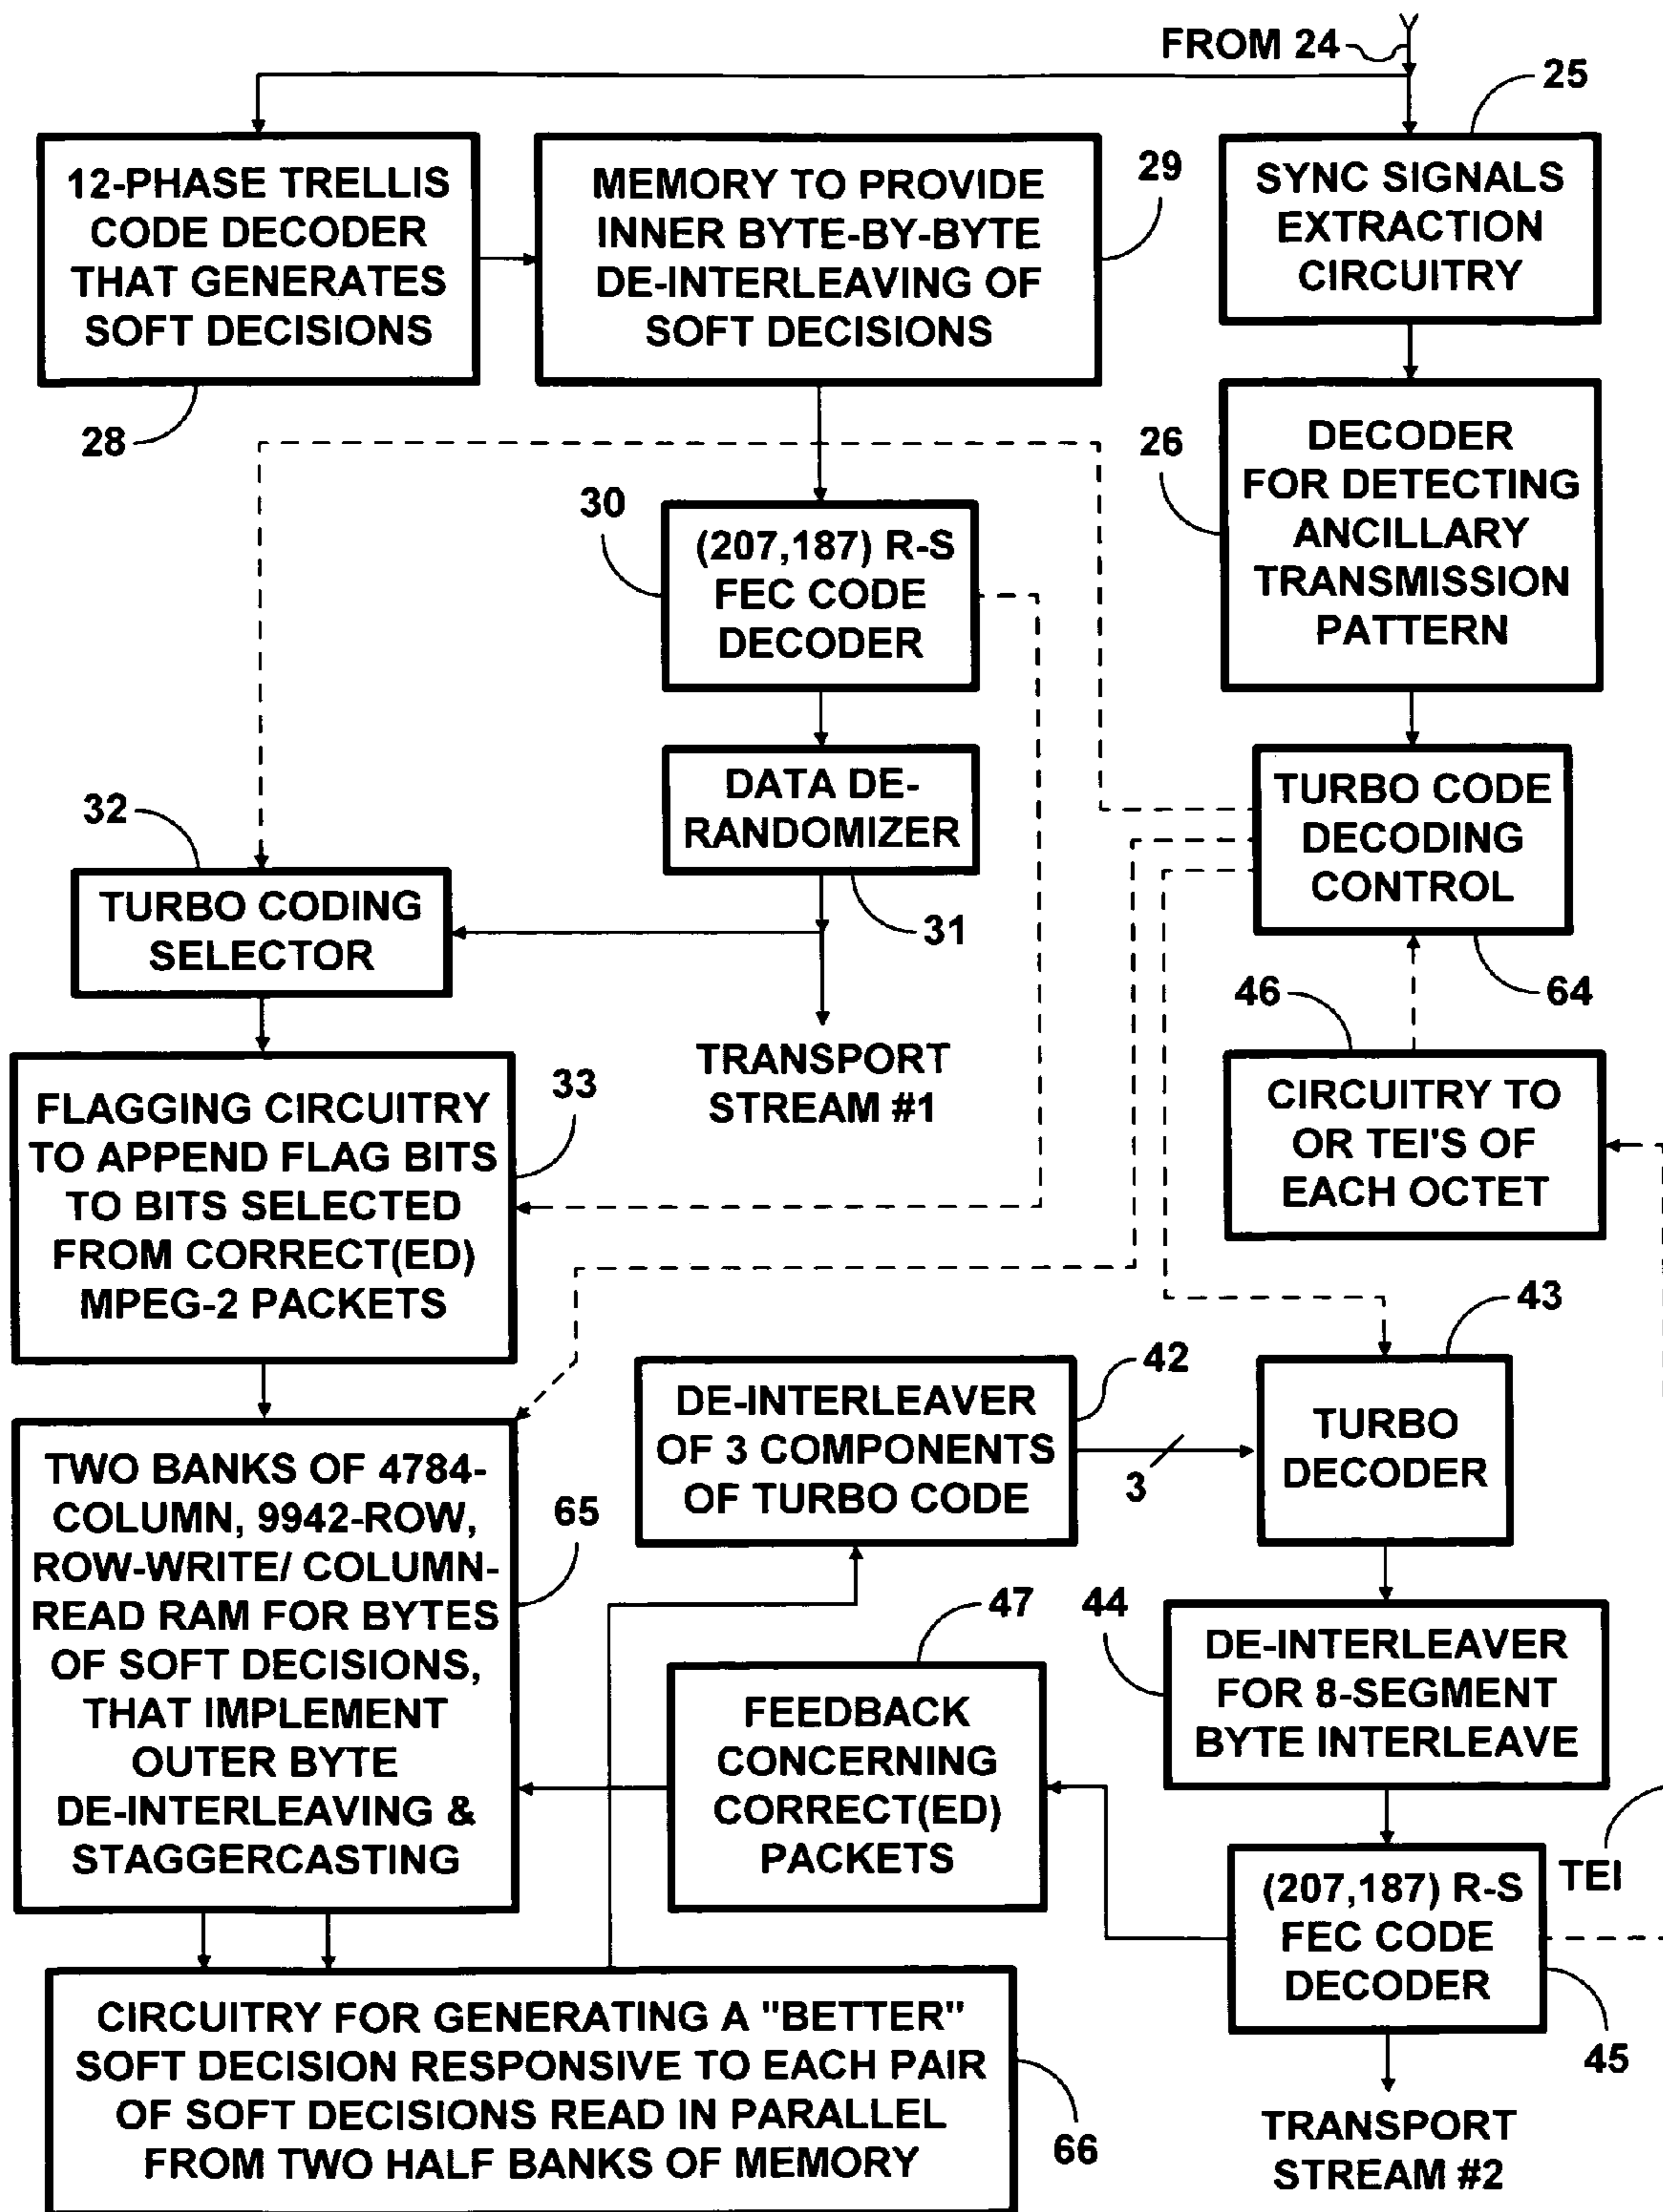 FROM 24
25
12-PHASE TRELLIS
CODE DECODER
THAT GENERATES
SOFT DECISIONS
28
MEMORY TO PROVIDE
INNER BYTE-BY-BYTE
DE-INTERLEAVING OF
SOFT DECISIONS
29
SYNC SIGNALS
EXTRACTION
CIRCUITRY
26
DECODER
FOR DETECTING
ANCILLARY
TRANSMISSION
PATTERN
30
(207,187) R-S
FEC CODE
DECODER
DATA DE-
RANDOMIZER
31
TURBO CODE
DECODING
CONTROL
64
32
TURBO CODING
SELECTOR
TRANSPORT
STREAM #1
46
CIRCUITRY TO
OR TEI'S OF
EACH OCTET
33
FLAGGING CIRCUITRY
TO APPEND FLAG BITS
TO BITS SELECTED
FROM CORRECT(ED)
MPEG-2 PACKETS
42
DE-INTERLEAVER
OF 3 COMPONENTS
OF TURBO CODE
3
43
TURBO
DECODER
TWO BANKS OF 4784-
COLUMN, 9942-ROW,
ROW-WRITE/ COLUMN-
READ RAM FOR BYTES
OF SOFT DECISIONS,
THAT IMPLEMENT
OUTER BYTE
DE-INTERLEAVING &
STAGGERCASTING
65
47
FEEDBACK
CONCERNING
CORRECT(ED)
PACKETS
44
DE-INTERLEAVER
FOR 8-SEGMENT
BYTE INTERLEAVE
TEI
(207,187) R-S
FEC CODE
DECODER
45
CIRCUITRY FOR GENERATING A "BETTER"
SOFT DECISION RESPONSIVE TO EACH PAIR
OF SOFT DECISIONS READ IN PARALLEL
FROM TWO HALF BANKS OF MEMORY
66
TRANSPORT
STREAM #2